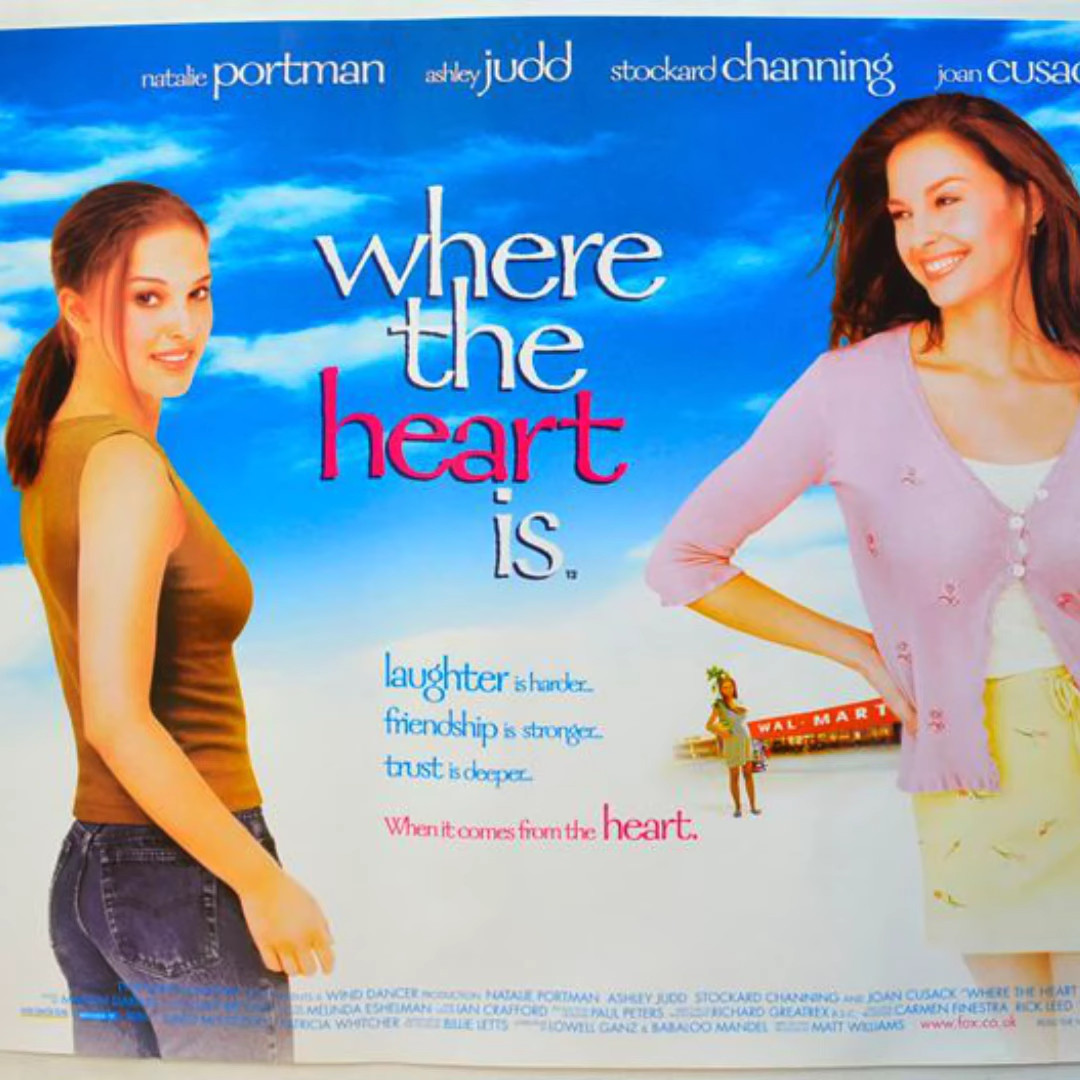 natalie portman ashley judd stockard channing joan cusac
where
the
heart
is.
laughter is harder...
friendship is stronger...
trust is deeper...
WAL-MART
When it comes from the heart.
WIND DANCER PRODUCTION NATALIE PORTMAN ASHLEY JUDD STOCKARD CHANNING AND JOAN CUSACK "WHERE THE HEART
MELINDA ESHELMAN IAN CRAFFORD PAUL PETERS RICHARD GREATREX B.S.C. CARMEN FINESTRA RICK LEED
PATRICIA WHITCHER BILLIE LETTS LOWELL GANZ & BABALOO MANDEL MATT WILLIAMS www.fox.co.uk